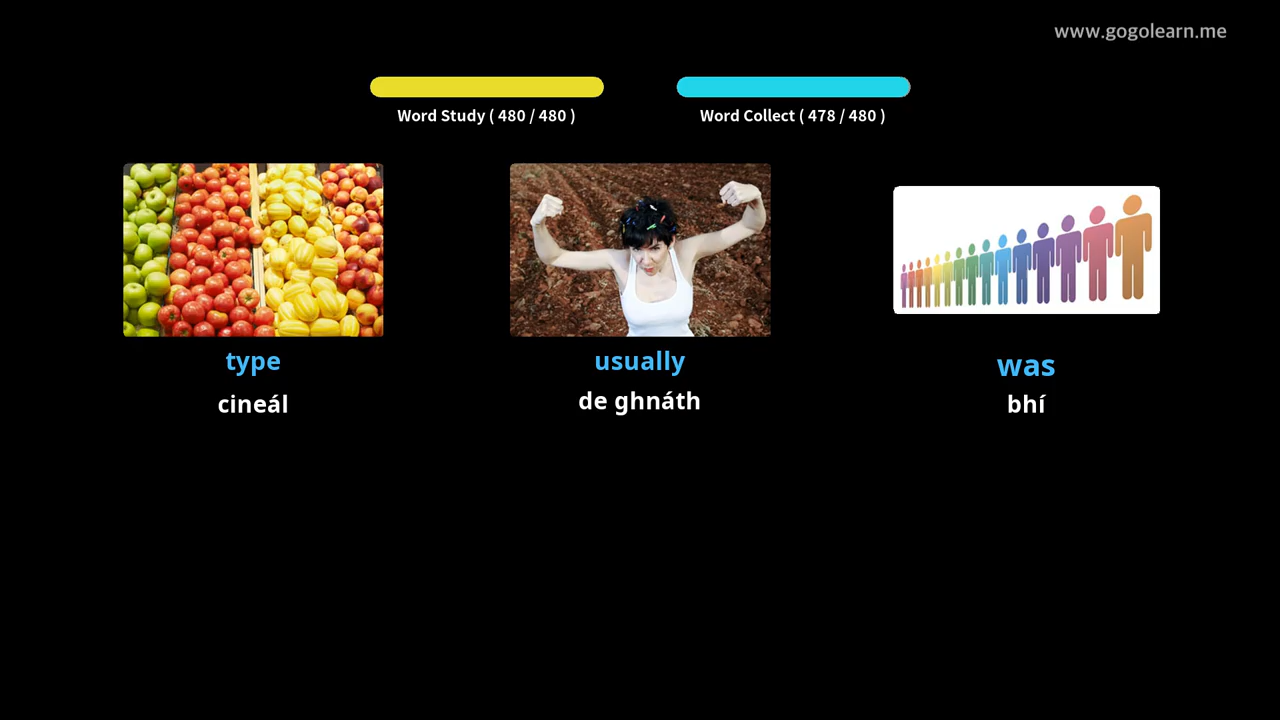 www.gogolearn.me
Word Study ( 480 / 480 )
Word Collect ( 478 / 480 )
type
usually
was
cineál
de ghnáth
bhí